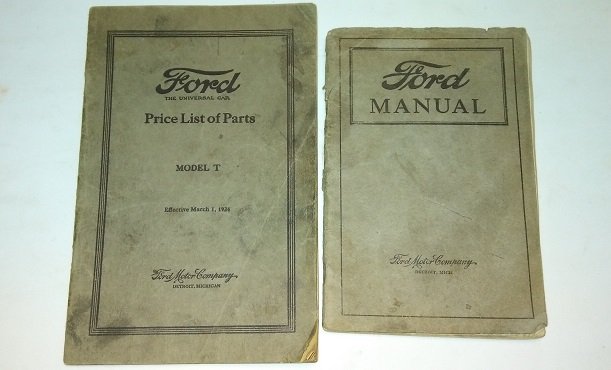 Ford
THE UNIVERSAL CAR
Price List of Parts
MODEL T
Effective March 1, 1926
Ford Motor Company
DETROIT, MICHIGAN
Ford
MANUAL
Ford Motor Company
DETROIT, MICH